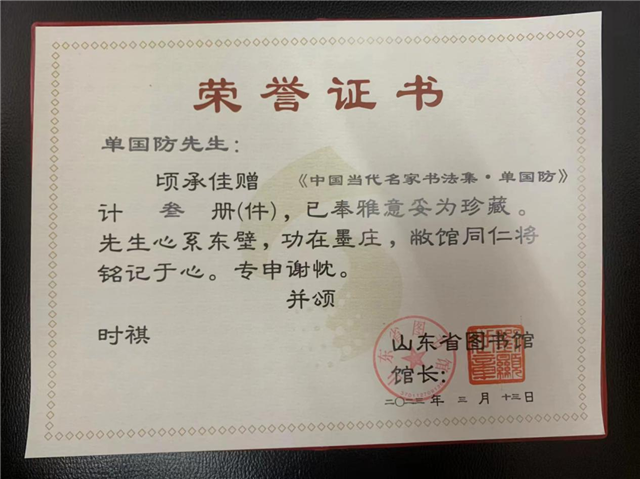 荣誉证书
单国防先生：
顷承佳赠 《中国当代名家书法集·单国防》
计 叁 册(件)，已奉雅意妥为珍藏。
先生心系东壁，功在墨庄，敝馆同仁将
铭记于心。专申谢忱。
并颂
时祺
山东省图书馆
馆长：
二〇二三年 三月 十三日